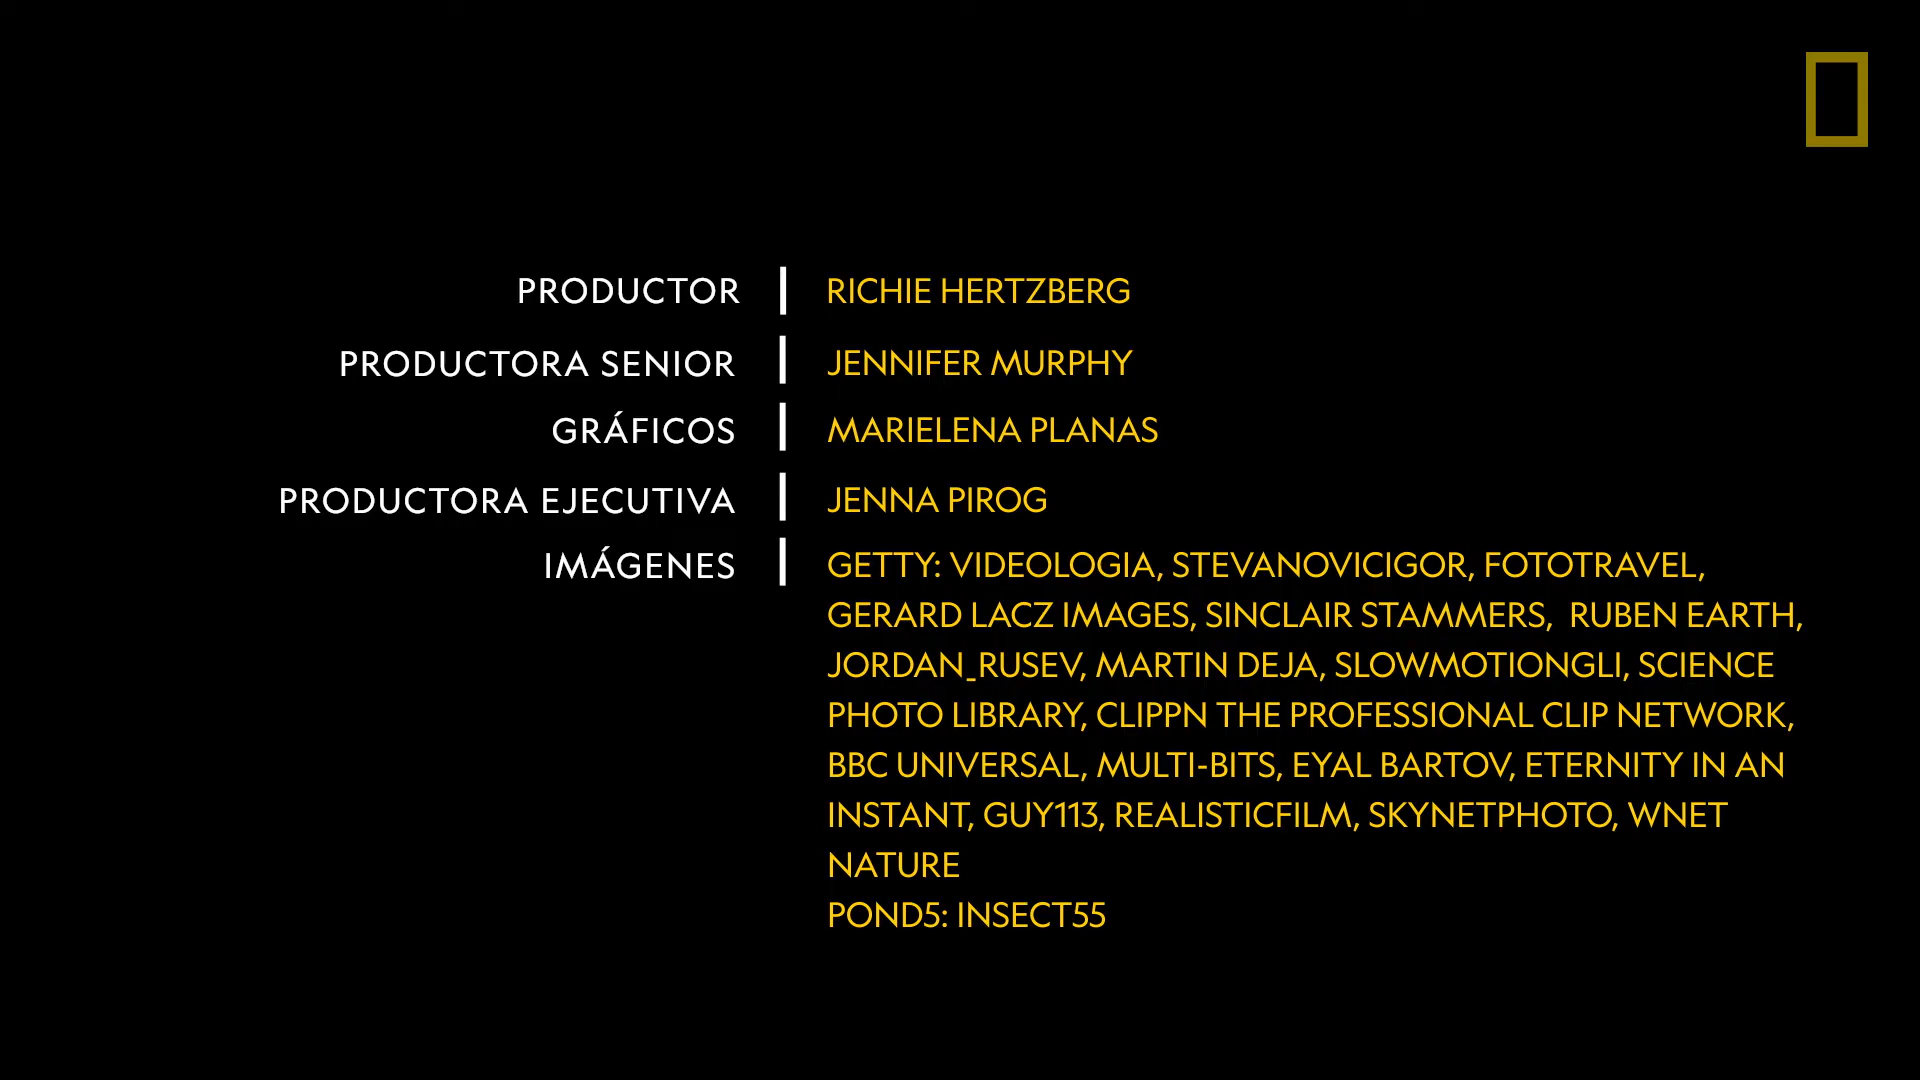 PRODUCTOR | RICHIE HERTZBERG
PRODUCTORA SENIOR | JENNIFER MURPHY
GRÁFICOS | MARIELENA PLANAS
PRODUCTORA EJECUTIVA | JENNA PIROG
IMÁGENES | GETTY: VIDEOLOGIA, STEVANOVICIGOR, FOTOTRAVEL,
GERARD LACZ IMAGES, SINCLAIR STAMMERS,  RUBEN EARTH,
JORDAN_RUSEV, MARTIN DEJA, SLOWMOTIONGLI, SCIENCE
PHOTO LIBRARY, CLIPPN THE PROFESSIONAL CLIP NETWORK,
BBC UNIVERSAL, MULTI-BITS, EYAL BARTOV, ETERNITY IN AN
INSTANT, GUY113, REALISTICFILM, SKYNETPHOTO, WNET
NATURE
POND5: INSECT55